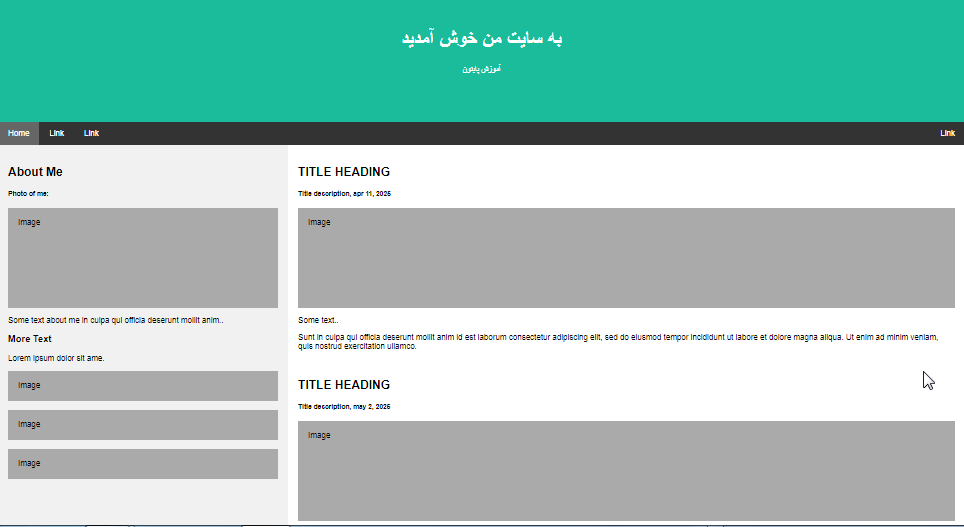 به سایت من خوش آمدید
آموزش پایتون
Home Link Link Link
About Me
Photo of me:
Image
Some text about me in culpa qui officia deserunt mollit anim..
More Text
Lorem ipsum dolor sit ame.
Image
Image
Image
TITLE HEADING
Title description, apr 11, 2025
Image
Some text..
Sunt in culpa qui officia deserunt mollit anim id est laborum consectetur adipiscing elit, sed do eiusmod tempor incididunt ut labore et dolore magna aliqua. Ut enim ad minim veniam,
quis nostrud exercitation ullamco.
TITLE HEADING
Title description, may 2, 2025
Image